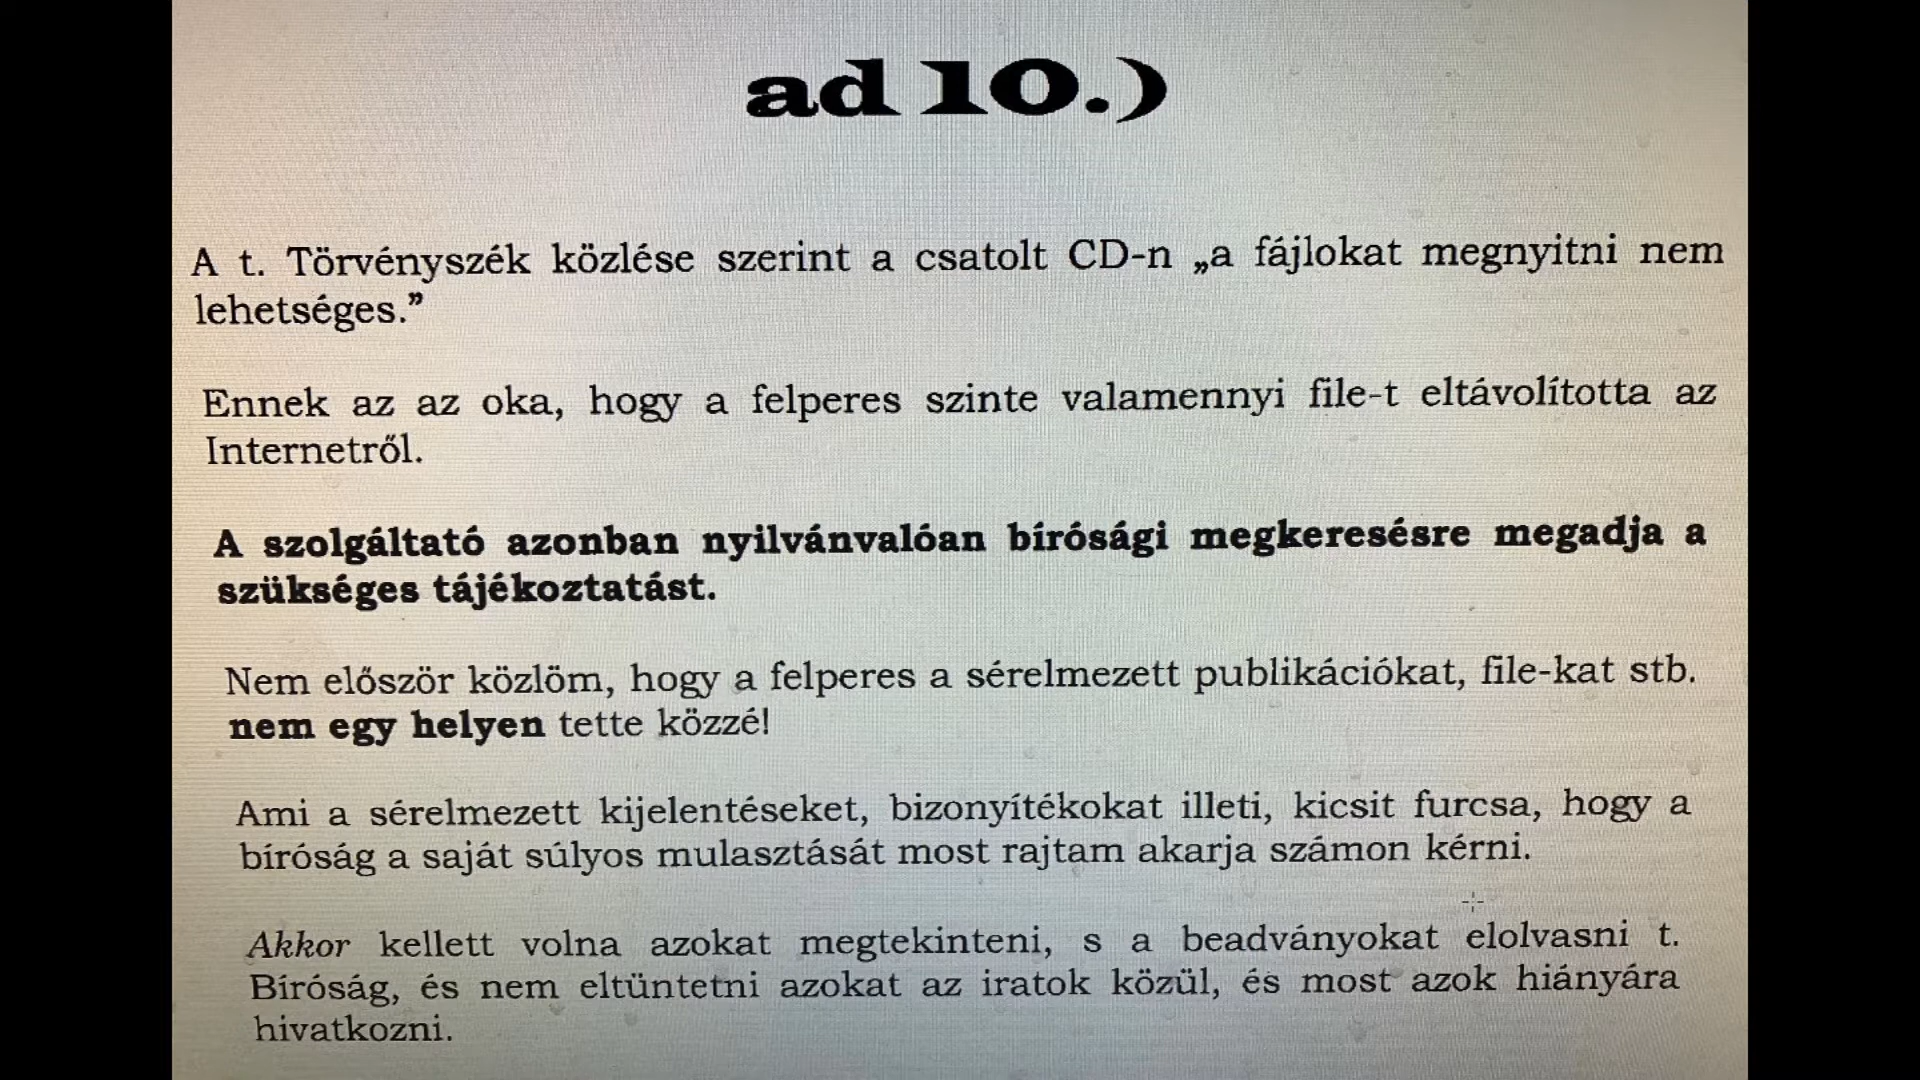 ad 10.)
A t. Törvényszék közlése szerint a csatolt CD-n „a fájlokat megnyitni nem
lehetséges.”
Ennek az az oka, hogy a felperes szinte valamennyi file-t eltávolította az
Internetről.
A szolgáltató azonban nyilvánvalóan bírósági megkeresésre megadja a
szükséges tájékoztatást.
Nem először közlöm, hogy a felperes a sérelmezett publikációkat, file-kat stb.
nem egy helyen tette közzé!
Ami a sérelmezett kijelentéseket, bizonyítékokat illeti, kicsit furcsa, hogy a
bíróság a saját súlyos mulasztását most rajtam akarja számon kérni.
Akkor kellett volna azokat megtekinteni, s a beadványokat elolvasni t.
Bíróság, és nem eltüntetni azokat az iratok közül, és most azok hiányára
hivatkozni.